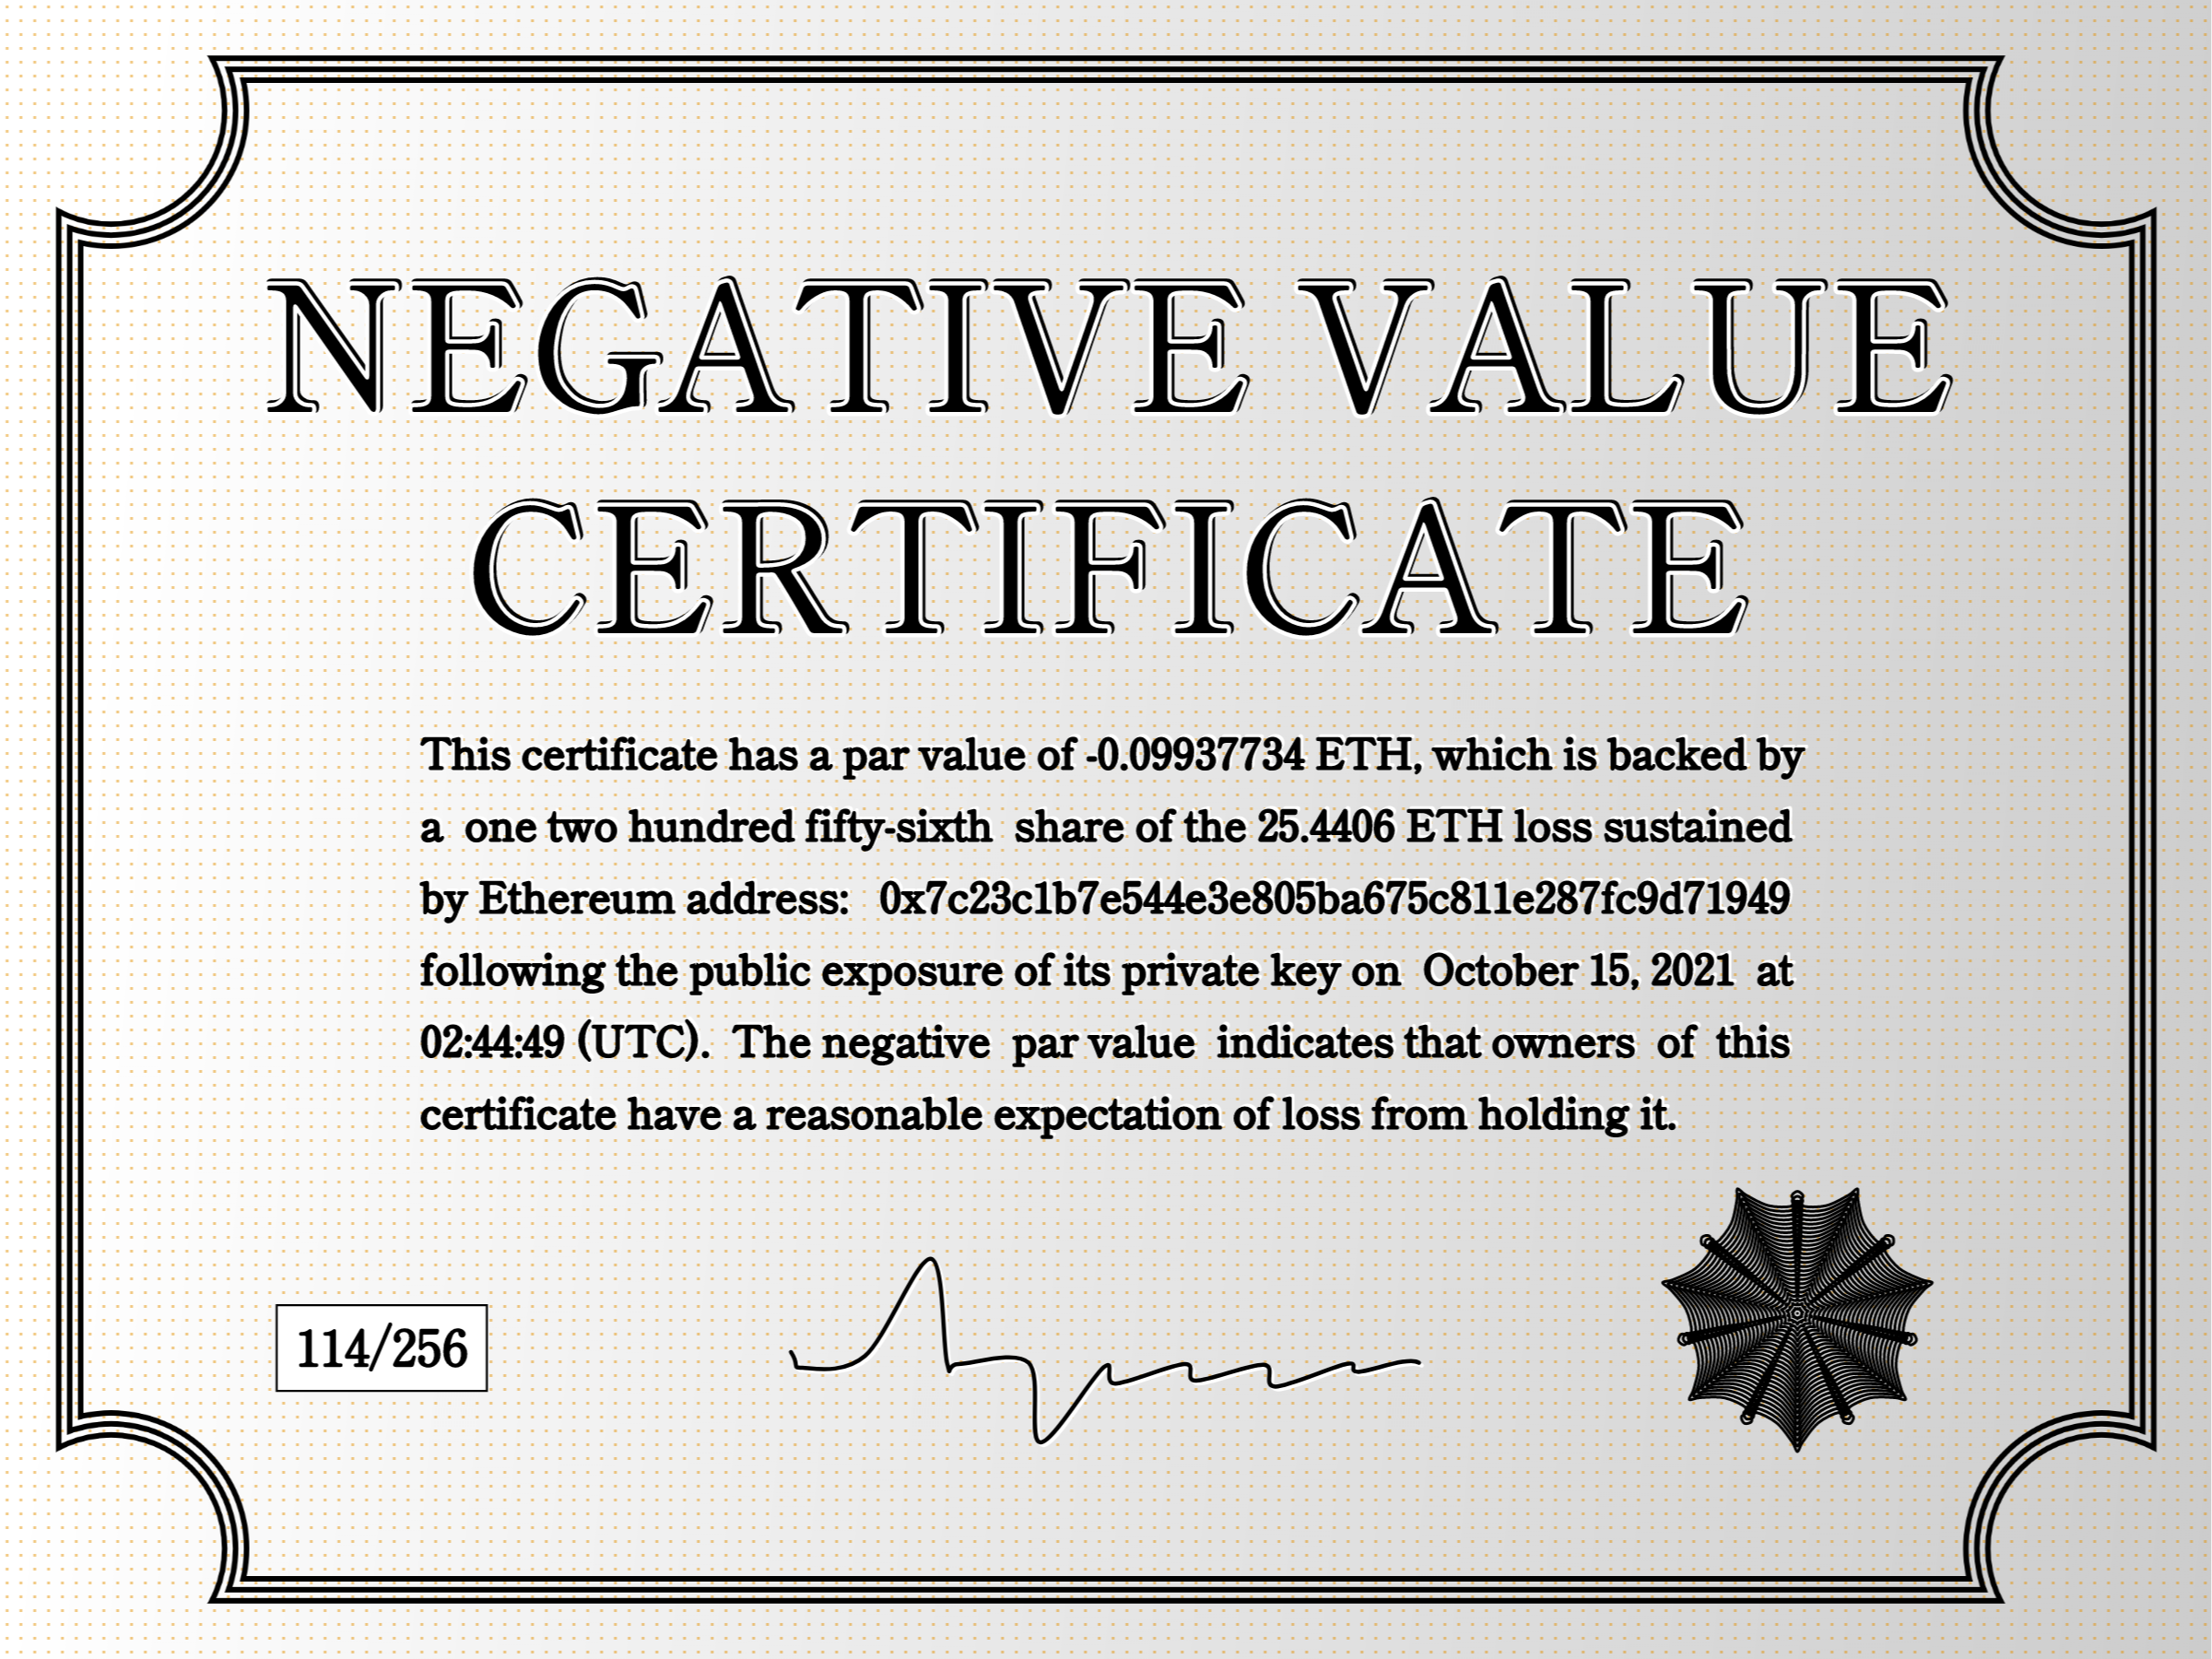 NEGATIVE VALUE
CERTIFICATE
This certificate has a par value of -0.09937734 ETH, which is backed by
a one two hundred fifty-sixth share of the 25.4406 ETH loss sustained
by Ethereum address: 0x7c23c1b7e544e3e805ba675c811e287fc9d71949
following the public exposure of its private key on October 15, 2021 at
02:44:49 (UTC). The negative par value indicates that owners of this
certificate have a reasonable expectation of loss from holding it.
114/256